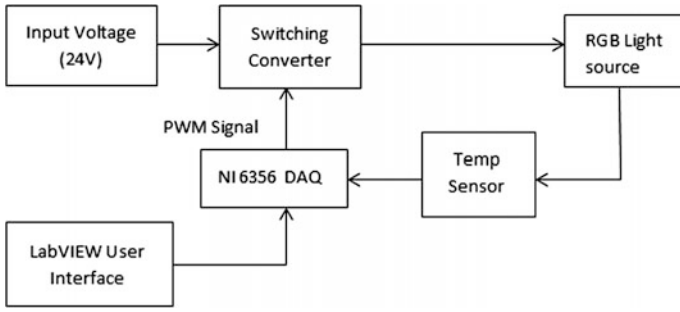 Input Voltage
(24V)
Switching
Converter
RGB Light
source
PWM Signal
NI 6356 DAQ
Temp
Sensor
LabVIEW User
Interface